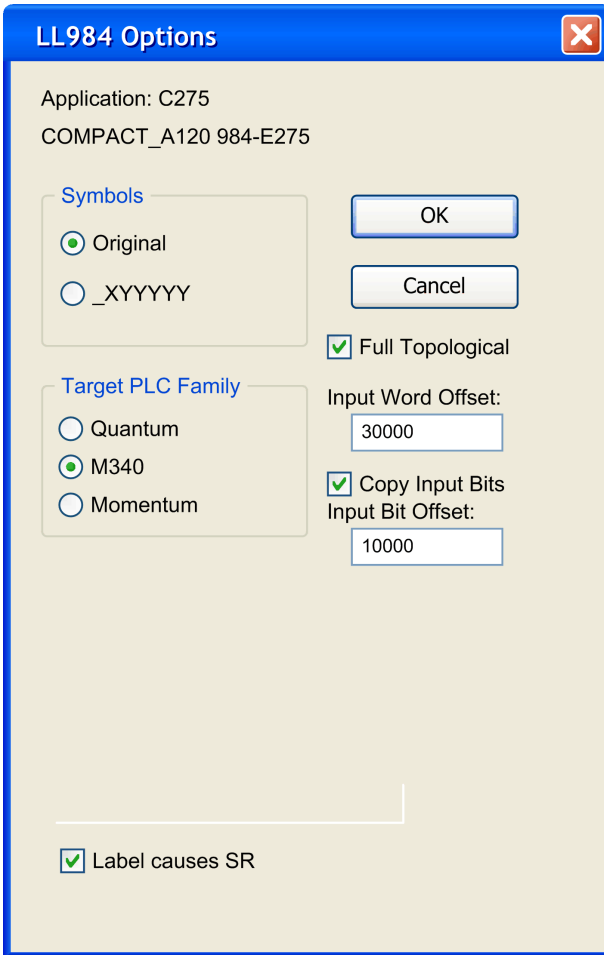 LL984 Options
Application: C275
COMPACT_A120 984-E275
Symbols
Original
_XYYYYY
OK
Cancel
Full Topological
Target PLC Family
Quantum
M340
Momentum
Input Word Offset:
30000
Copy Input Bits
Input Bit Offset:
10000
Label causes SR